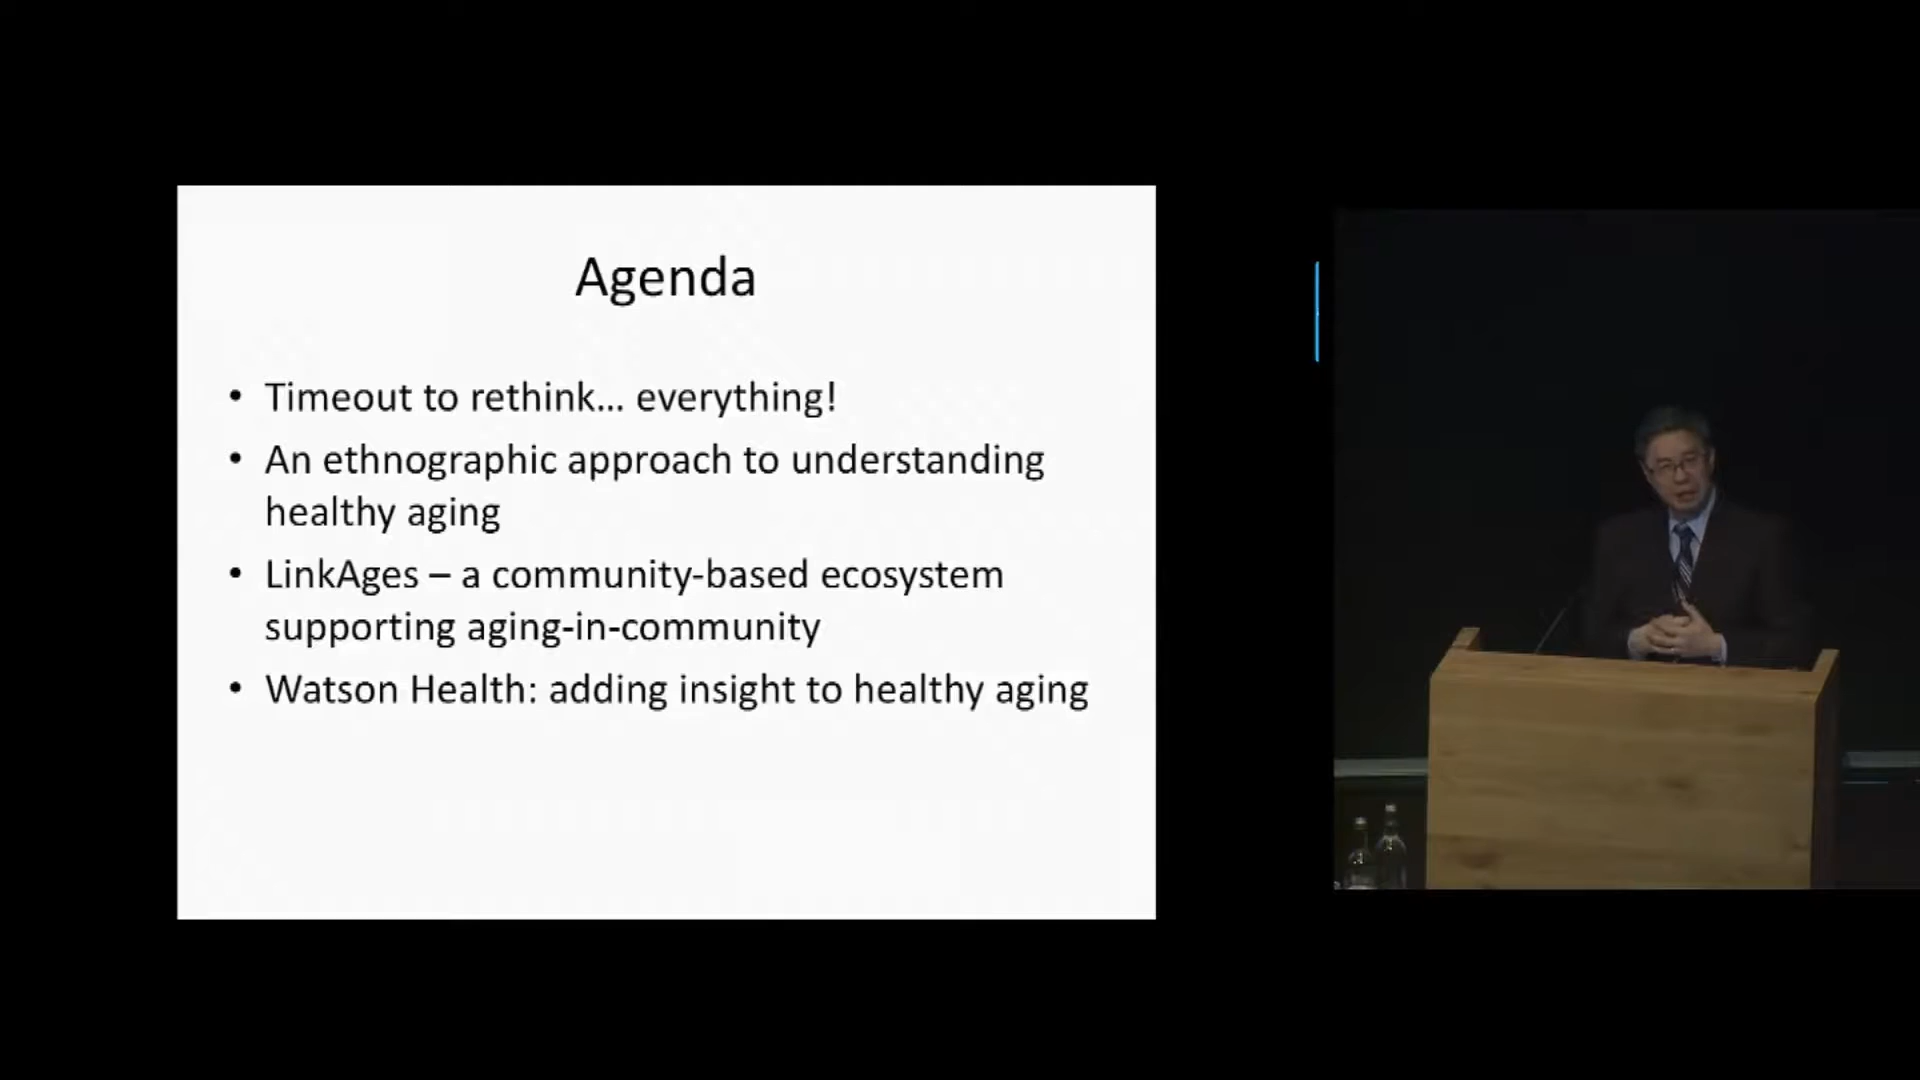 Agenda
• Timeout to rethink... everything!
• An ethnographic approach to understanding
healthy aging
• LinkAges – a community-based ecosystem
supporting aging-in-community
• Watson Health: adding insight to healthy aging